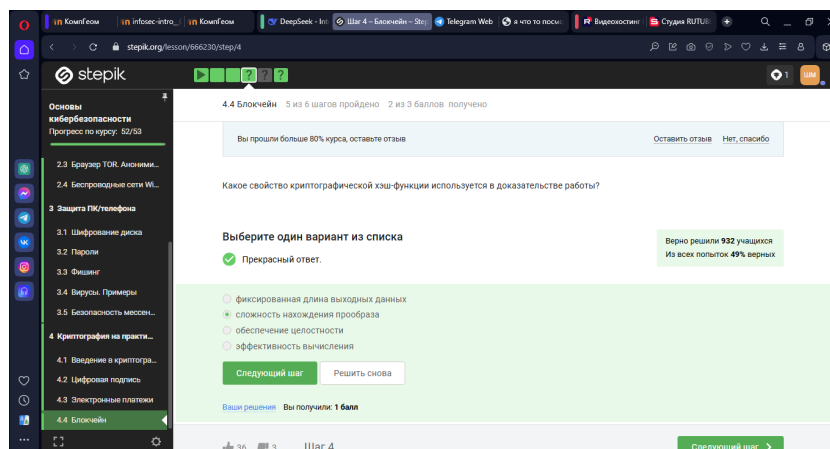 КомпГеом
infosec-intro_
КомпГеом
DeepSeek - Int
Шаг 4 – Блокчейн – Step
Telegram Web
а что то посмо
Видеохостинг
Студия RUTUBE
stepik.org/lesson/666230/step/4
stepik
? ? ?
1
ШМ
Основы
кибербезопасности
Прогресс по курсу: 52/53
4.4 Блокчейн 5 из 6 шагов пройдено 2 из 3 баллов получено
Вы прошли больше 80% курса, оставьте отзыв
Оставить отзыв Нет, спасибо
2.3 Браузер TOR. Аноними...
2.4 Беспроводные сети Wi...
3 Защита ПК/телефона
3.1 Шифрование диска
3.2 Пароли
3.3 Фишинг
3.4 Вирусы. Примеры
3.5 Безопасность мессен...
4 Криптография на практи...
4.1 Введение в криптогра...
4.2 Цифровая подпись
4.3 Электронные платежи
4.4 Блокчейн
Какое свойство криптографической хэш-функции используется в доказательстве работы?
Выберите один вариант из списка
Прекрасный ответ.
Верно решили 932 учащихся
Из всех попыток 49% верных
фиксированная длина выходных данных
сложность нахождения прообраза
обеспечение целостности
эффективность вычисления
Следующий шаг
Решить снова
Ваши решения Вы получили: 1 балл
36
3
Шаг 4
Следующий шаг